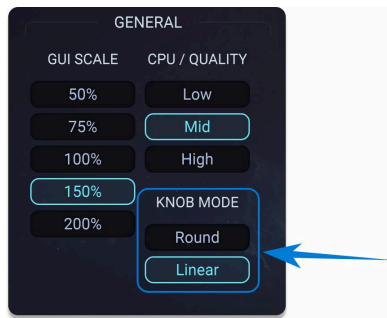 GENERAL
GUI SCALE
50%
75%
100%
150%
200%
CPU / QUALITY
Low
Mid
High
KNOB MODE
Round
Linear